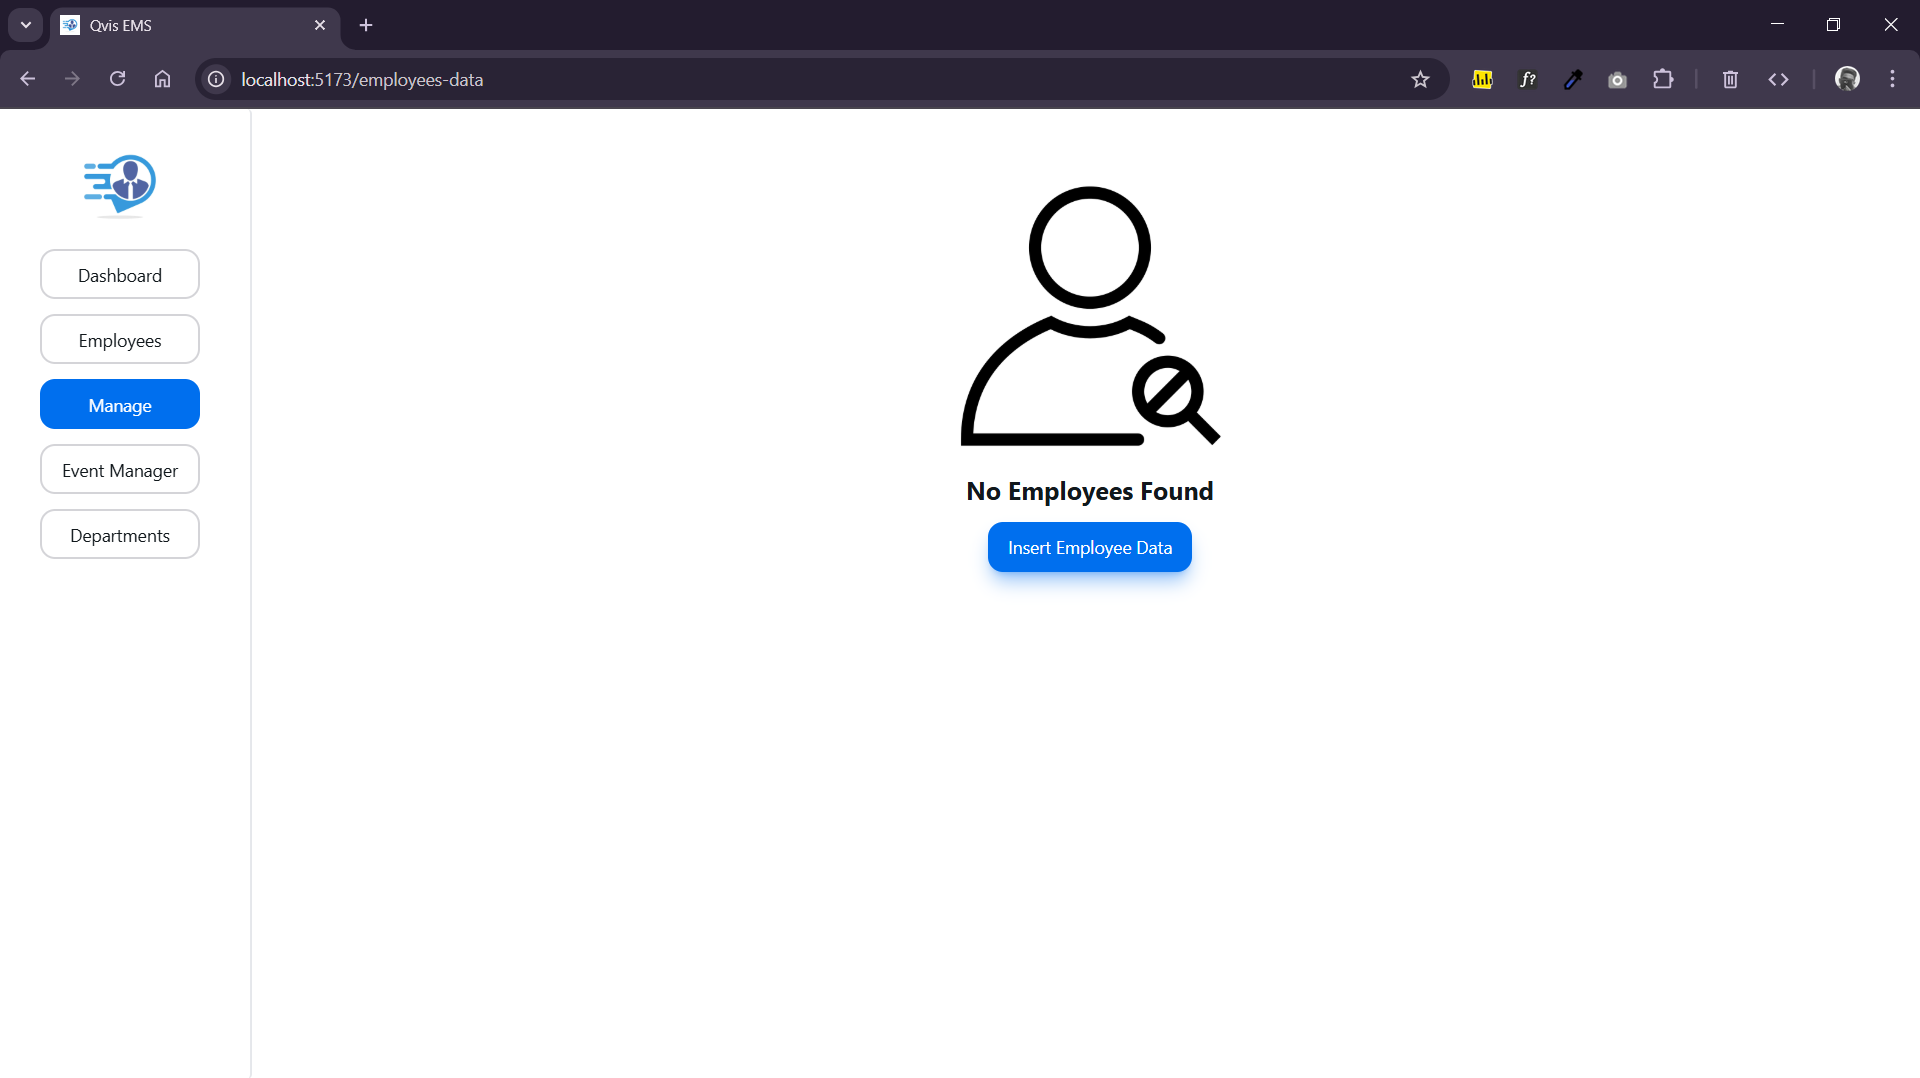 Qvis EMS
localhost:5173/employees-data
f?
Dashboard
Employees
Manage
Event Manager
Departments
No Employees Found
Insert Employee Data